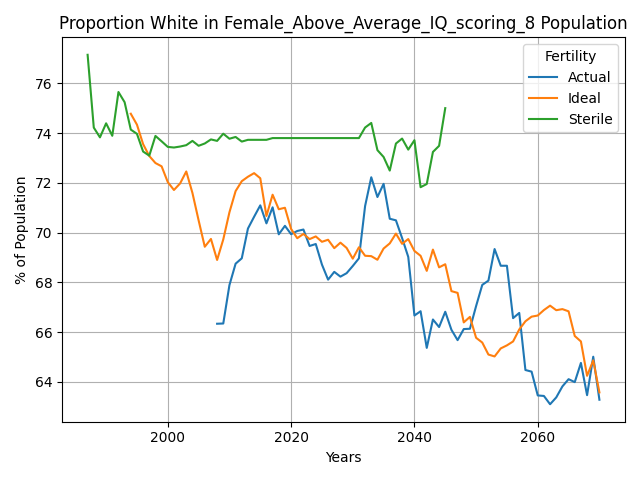 Proportion White in Female_Above_Average_IQ_scoring_8 Population
Fertility
Actual
Ideal
Sterile
% of Population
76
74
72
70
68
66
64
2000
2020
2040
2060
Years